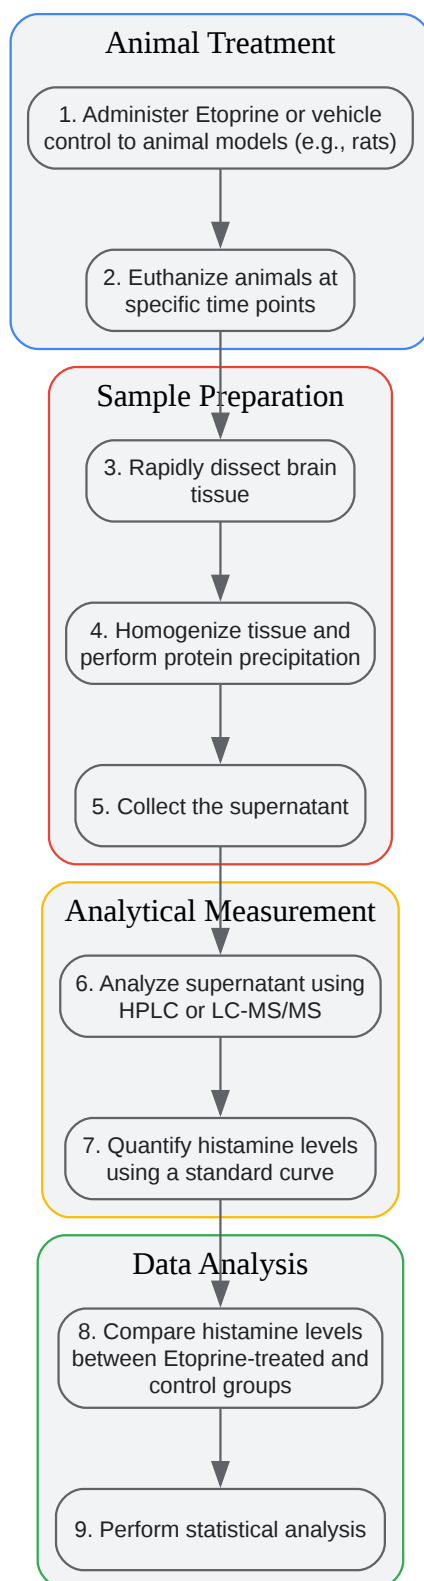 Animal Treatment
1. Administer Etoprine or vehicle
control to animal models (e.g., rats)
2. Euthanize animals at
specific time points
Sample Preparation
3. Rapidly dissect brain
tissue
4. Homogenize tissue and
perform protein precipitation
5. Collect the supernatant
Analytical Measurement
6. Analyze supernatant using
HPLC or LC-MS/MS
7. Quantify histamine levels
using a standard curve
Data Analysis
8. Compare histamine levels
between Etoprine-treated and
control groups
9. Perform statistical analysis